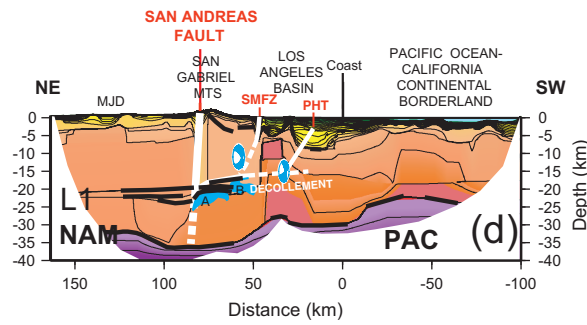 SAN ANDREAS
FAULT
SAN
GABRIEL
MTS
LOS
ANGELES
BASIN
Coast
PACIFIC OCEAN-
CALIFORNIA
CONTINENTAL
BORDERLAND
NE
MJD
SMFZ
PHT
SW
0
-5
-10
-15
-20
-25
-30
-35
-40
L1
A
B
DECOLLEMENT
NAM
PAC
(d)
0
-5
-10
-15
-20
-25
-30
-35
-40
Depth (km)
150 100 50 0 -50 -100
Distance (km)